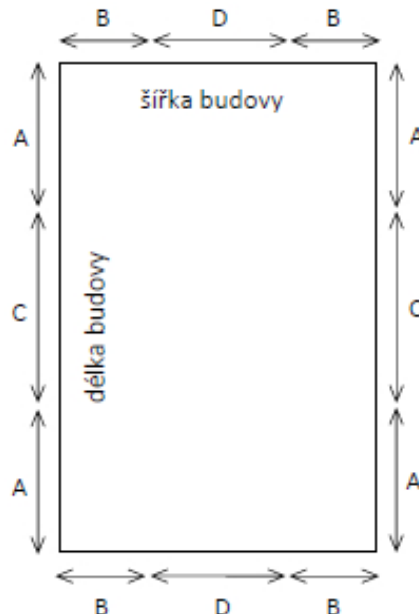 B D B
šířka budovy
A A
délka budovy
C C
A A
B D B